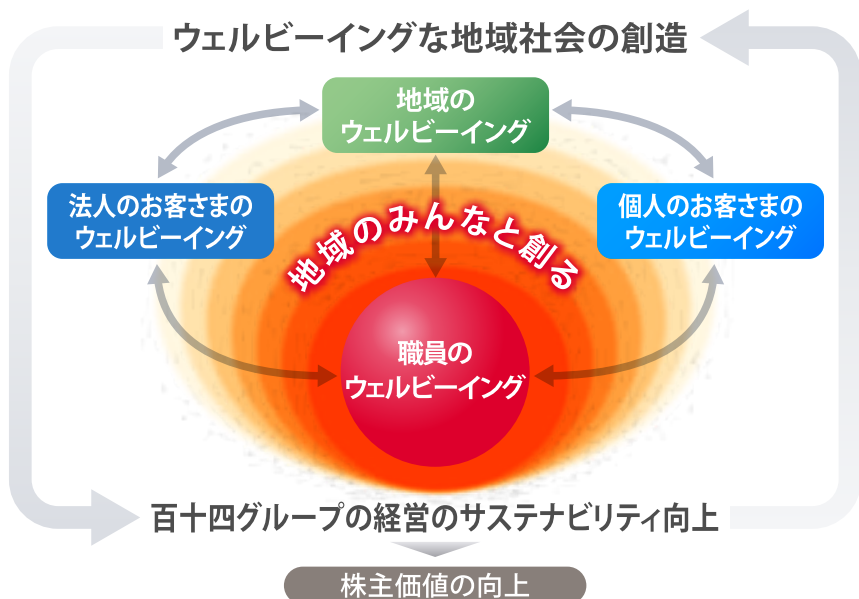 ウェルビーイングな地域社会の創造
地域の
ウェルビーイング
法人のお客さまの
ウェルビーイング
個人のお客さまの
ウェルビーイング
地域のみんなと創る
職員の
ウェルビーイング
百十四グループの経営のサステナビリティ向上
株主価値の向上